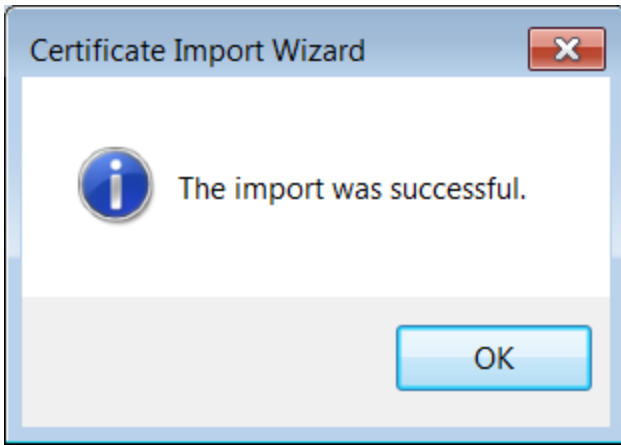 Certificate Import Wizard
The import was successful.
OK